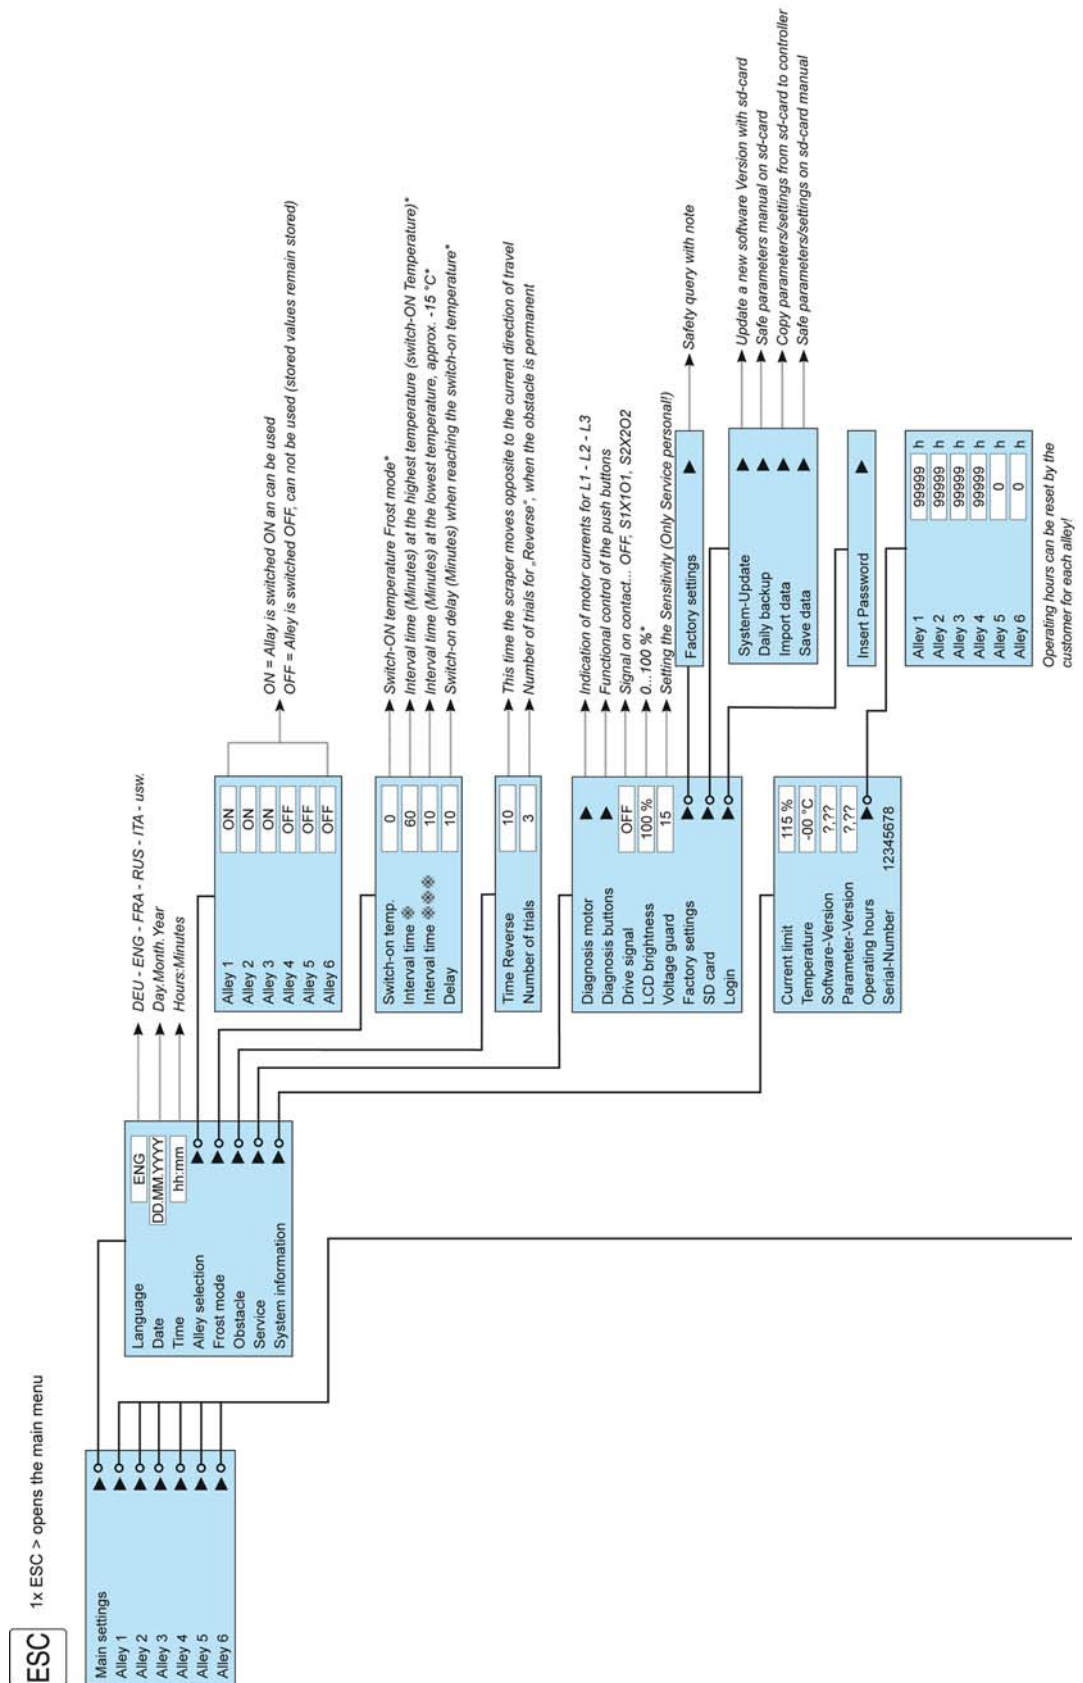 ESC 1x ESC > opens the main menu
Main settings
Alley 1
Alley 2
Alley 3
Alley 4
Alley 5
Alley 6
Language ENG DEU - ENG - FRA - RUS - ITA - usw.
Date DD.MM.YYYY Day.Month.Year
Time hh:mm Hours:Minutes
Alley selection
Frost mode
Obstacle
Service
System information
Alley 1 ON
Alley 2 ON
Alley 3 ON
Alley 4 OFF
Alley 5 OFF
Alley 6 OFF
ON = Allay is switched ON an can be used
OFF = Alley is switched OFF, can not be used (stored values remain stored)
Switch-on temp. 0 Switch-ON temperature Frost mode*
Interval time ※ 60 Interval time (Minutes) at the highest temperature (switch-ON Temperature)*
Interval time ※※※ 10 Interval time (Minutes) at the lowest temperature, approx. -15 °C*
Delay 10 Switch-on delay (Minutes) when reaching the switch-on temperature*
Time Reverse 10 This time the scraper moves opposite to the current direction of travel
Number of trials 3 Number of trials for „Reverse", when the obstacle is permanent
Diagnosis motor Indication of motor currents for L1 - L2 - L3
Diagnosis buttons Functional control of the push buttons
Drive signal OFF Signal on contact... OFF, S1X1O1, S2X2O2
LCD brightness 100 % 0...100 %*
Voltage guard 15 Setting the Sensitivity (Only Service personal!)
Factory settings
SD card
Login
Factory settings Safety query with note
System-Update Update a new software Version with sd-card
Daily backup Safe parameters manual on sd-card
Import data Copy parameters/settings from sd-card to controller
Save data Safe parameters/settings on sd-card manual
Insert Password
Current limit 115 %
Temperature -00 °C
Software-Version ?,??
Parameter-Version ?,??
Operating hours
Serial-Number 12345678
Alley 1 99999 h
Alley 2 99999 h
Alley 3 99999 h
Alley 4 99999 h
Alley 5 0 h
Alley 6 0 h
Operating hours can be reset by the
customer for each alley!